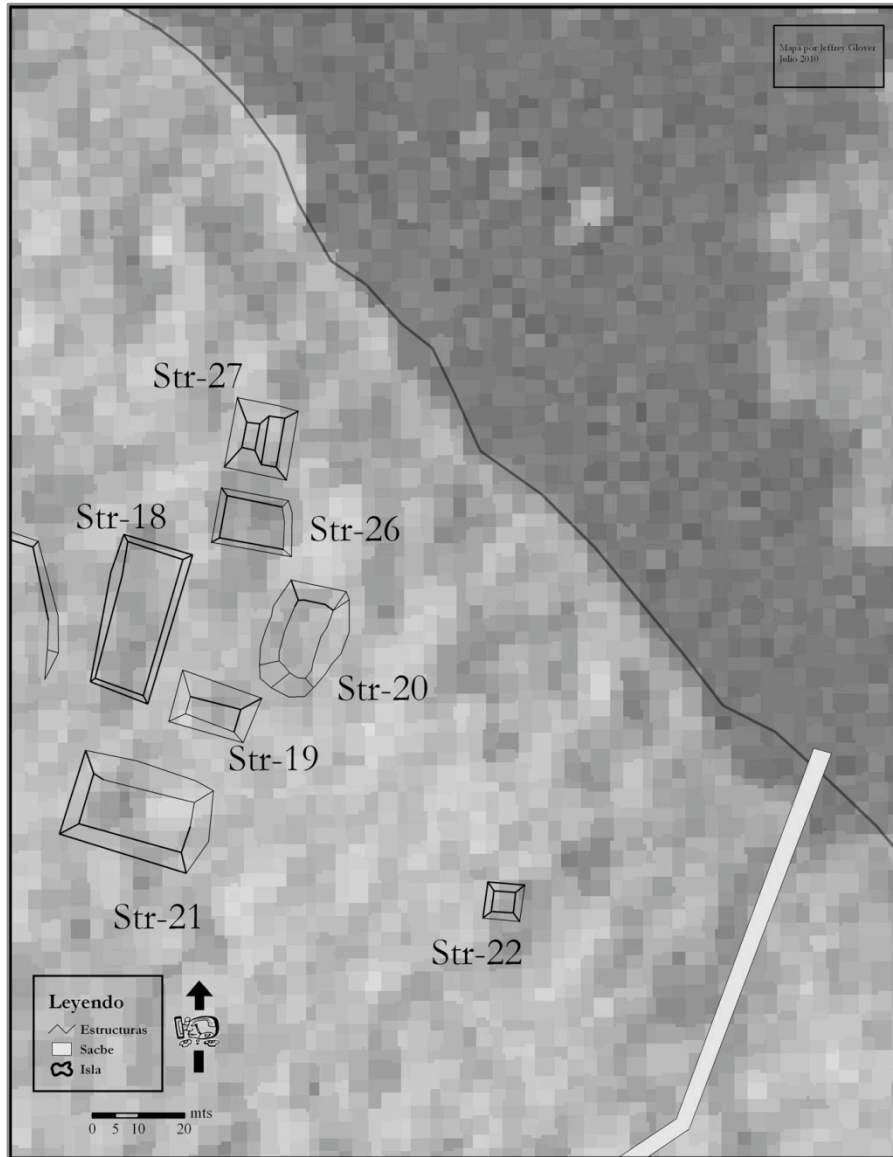 Mapa por Jeffrey Glover
Julio 2010
Str-27
Str-18
Str-26
Str-20
Str-19
Str-21
Str-22
Leyendo
Estructuras
Sacbe
Isla
mts
0 5 10 20